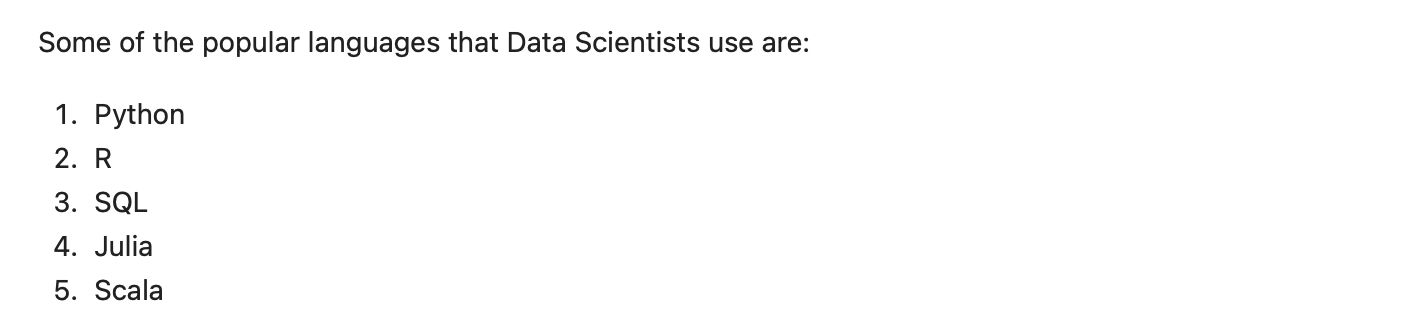 Some of the popular languages that Data Scientists use are:
1. Python
2. R
3. SQL
4. Julia
5. Scala